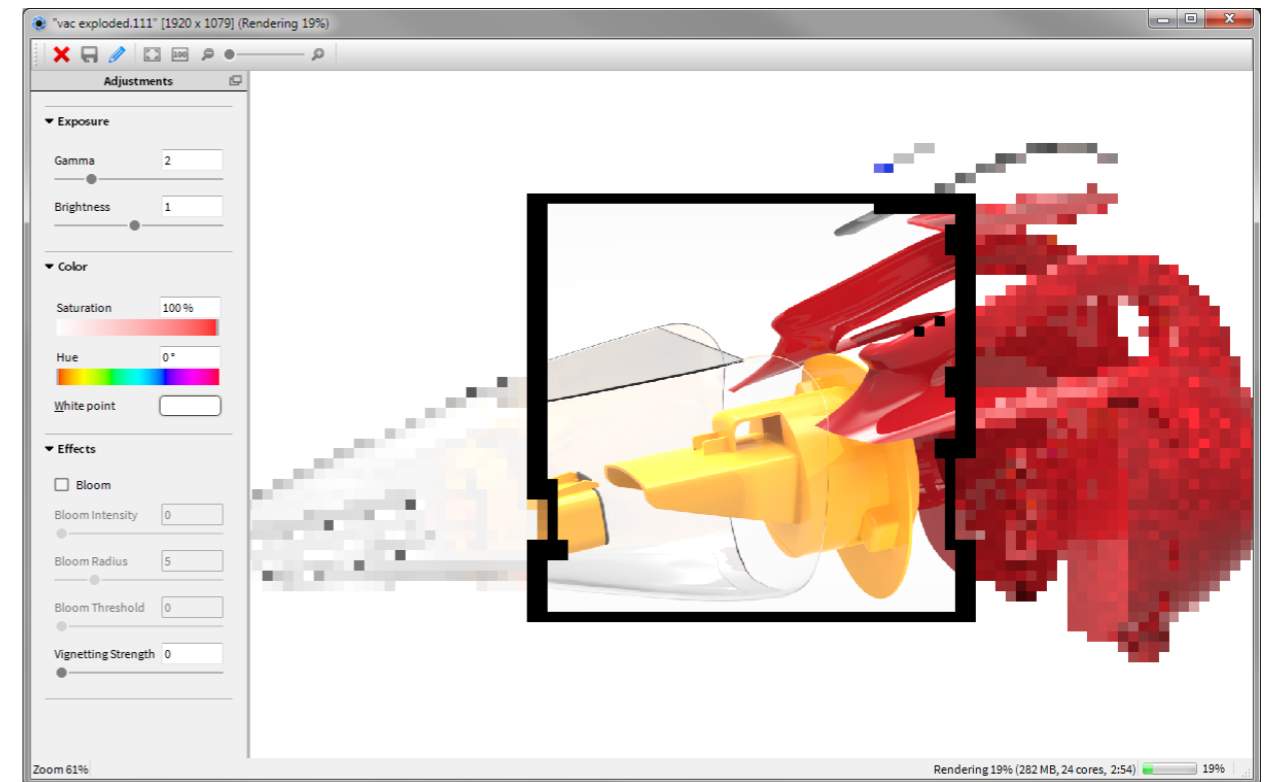 "vac exploded.111" [1920 x 1079] (Rendering 19%)
100
Adjustments
Exposure
Gamma 2
Brightness 1
Color
Saturation 100 %
Hue 0 °
White point
Effects
Bloom
Bloom Intensity 0
Bloom Radius 5
Bloom Threshold 0
Vignetting Strength 0
Zoom 61% Rendering 19% (282 MB, 24 cores, 2:54) 19%